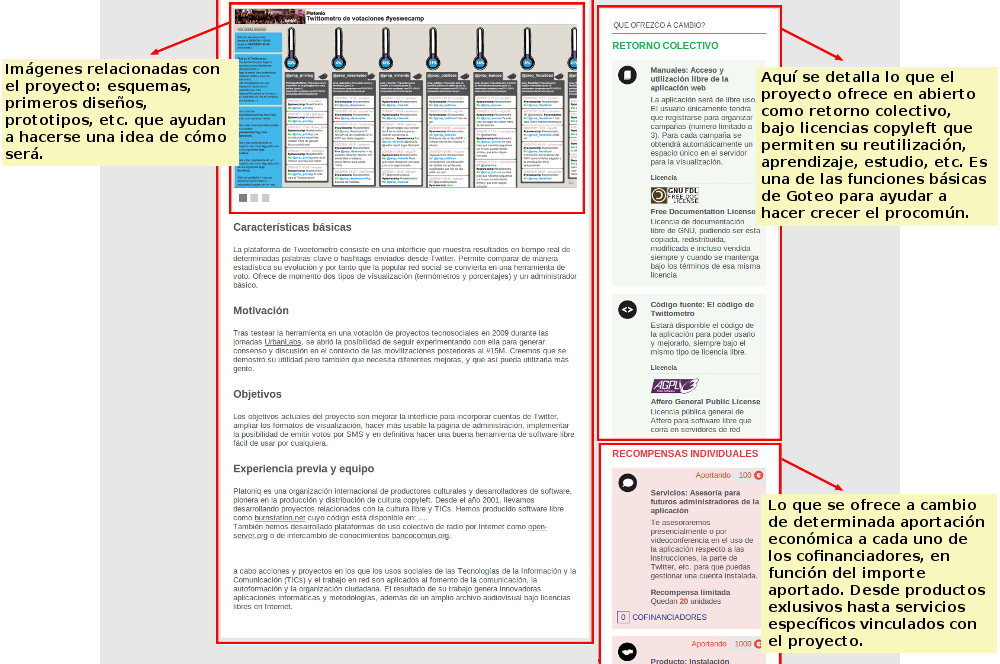 Imágenes relacionadas con
el proyecto: esquemas,
primeros diseños,
prototipos, etc. que ayudan
a hacerse una idea de cómo
será.
Platoniq
Twittometro de votaciones #yeswecamp
Características básicas
La plataforma de Tweetometro consiste en una interficie que muestra resultados en tiempo real de
determinadas palabras clave o hashtags enviados desde Twitter. Permite comparar de manera
estadística su evolución y por tanto que la popular red social se convierta en una herramienta de
voto. Ofrece de momento dos tipos de visualización (termómetros y porcentajes) y un administrador
básico.
Motivación
Tras testear la herramienta en una votación de proyectos tecnosociales en 2009 durante las
jornadas UrbanLabs, se abrió la posibilidad de seguir experimentando con ella para generar
consenso y discusión en el contexto de las movilizaciones posteriores al #15M. Creemos que se
demostró su utilidad pero también que necesita diferentes mejoras, y que así pueda utilizarla más
gente.
Objetivos
Los objetivos actuales del proyecto son mejorar la interficie para incorporar cuentas de Twitter,
ampliar los formatos de visualización, hacer más usable la página de administración, implementar
la posibilidad de emitir votos por SMS y en definitiva hacer una buena herramienta de software libre
fácil de usar por cualquiera.
Experiencia previa y equipo
Platoniq es una organización internacional de productores culturales y desarrolladores de software,
pionera en la producción y distribución de cultura copyleft. Desde el año 2001, llevamos
desarrollando proyectos relacionados con la cultura libre y TICs. Hemos producido software libre
como burnstation.net cuyo código está disponible en: ....
También hemos desarrollado plataformas de uso colectivo de radio por Internet como open-
server.org o de intercambio de conocimientos bancocomun.org.
a cabo acciones y proyectos en los que los usos sociales de las Tecnologías de la Información y la
Comunicación (TICs) y el trabajo en red son aplicados al fomento de la comunicación, la
autoformación y la organización ciudadana. El resultado de su trabajo genera innovadoras
aplicaciones informáticas y metodologías, además de un amplio archivo audiovisual bajo licencias
libres en Internet.
QUE OFREZCO A CAMBIO?
RETORNO COLECTIVO
Manuales: Acceso y
utilización libre de la
aplicación web
La aplicación será de libre uso.
El usuario únicamente tendrá
que registrarse para organizar
campañas (número limitado a
3). Para cada campaña se
obtendrá automáticamente un
espacio único en el servidor
para la visualización.
Licencia
GNU FDL
FREE DOC
LICENSE
Free Documentation License
Licencia de documentación
libre de GNU, pudiendo ser ésta
copiada, redistribuida,
modificada e incluso vendida
siempre y cuando se mantenga
bajo los términos de esa misma
licencia
Código fuente: El código de
Twittometro
Estará disponible el código de
la aplicación para poder usarlo
y mejorarlo, siempre bajo el
mismo tipo de licencia libre.
Licencia
AGPL
Affero General Public License
Licencia pública general de
Affero para software libre que
corra en servidores de red
RECOMPENSAS INDIVIDUALES
Aportando 100 €
Servicios: Asesoría para
futuros administradores de la
aplicación
Te asesoraremos
presencialmente o por
videoconferencia en el uso de
la aplicación respecto a las
instrucciones, la parte de
Twitter, etc. para que puedas
gestionar una cuenta instalada.
Recompensa limitada
Quedan 20 unidades
0 COFINANCIADORES
Aportando 1000 €
Producto: Instalación
Aquí se detalla lo que el
proyecto ofrece en abierto
como retorno colectivo,
bajo licencias copyleft que
permiten su reutilización,
aprendizaje, estudio etc. Es
una de las funciones básicas
de Goteo para ayudar a
hacer crecer el procomún.
Lo que se ofrece a cambio
de determinada aportación
económica a cada uno de
los cofinanciadores, en
función del importe
aportado. Desde productos
exlusivos hasta servicios
específicos vinculados con
el proyecto.